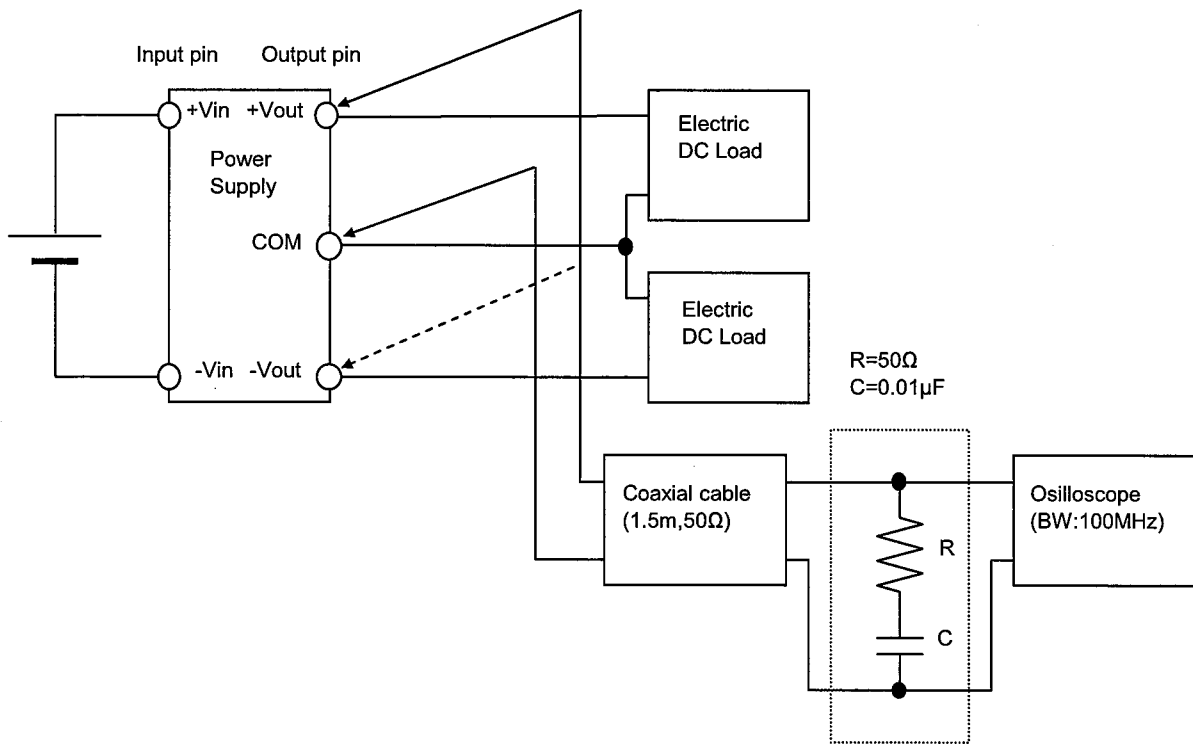 Input pin
Output pin
+Vin
+Vout
Power
Supply
COM
-Vin
-Vout
Electric
DC Load
Electric
DC Load
R=50Ω
C=0.01µF
Coaxial cable
(1.5m,50Ω)
R
C
Osilloscope
(BW:100MHz)